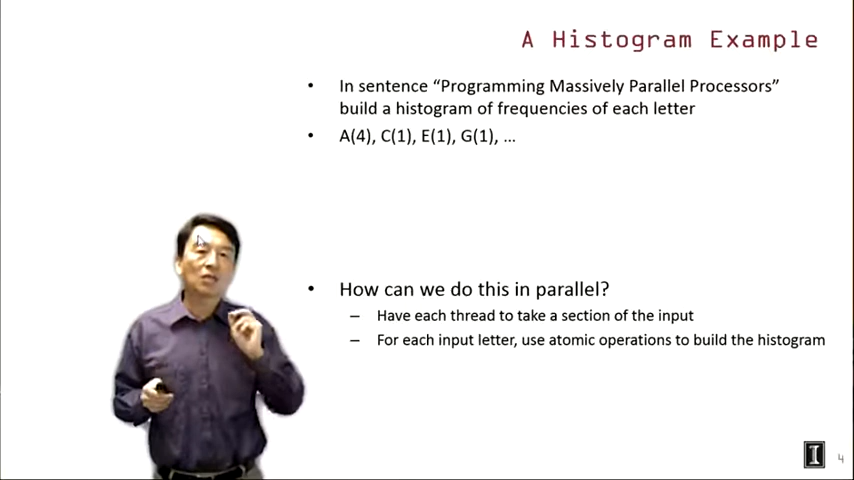 A Histogram Example
• In sentence “Programming Massively Parallel Processors”
build a histogram of frequencies of each letter
• A(4), C(1), E(1), G(1), …
• How can we do this in parallel?
– Have each thread to take a section of the input
– For each input letter, use atomic operations to build the histogram
I
4